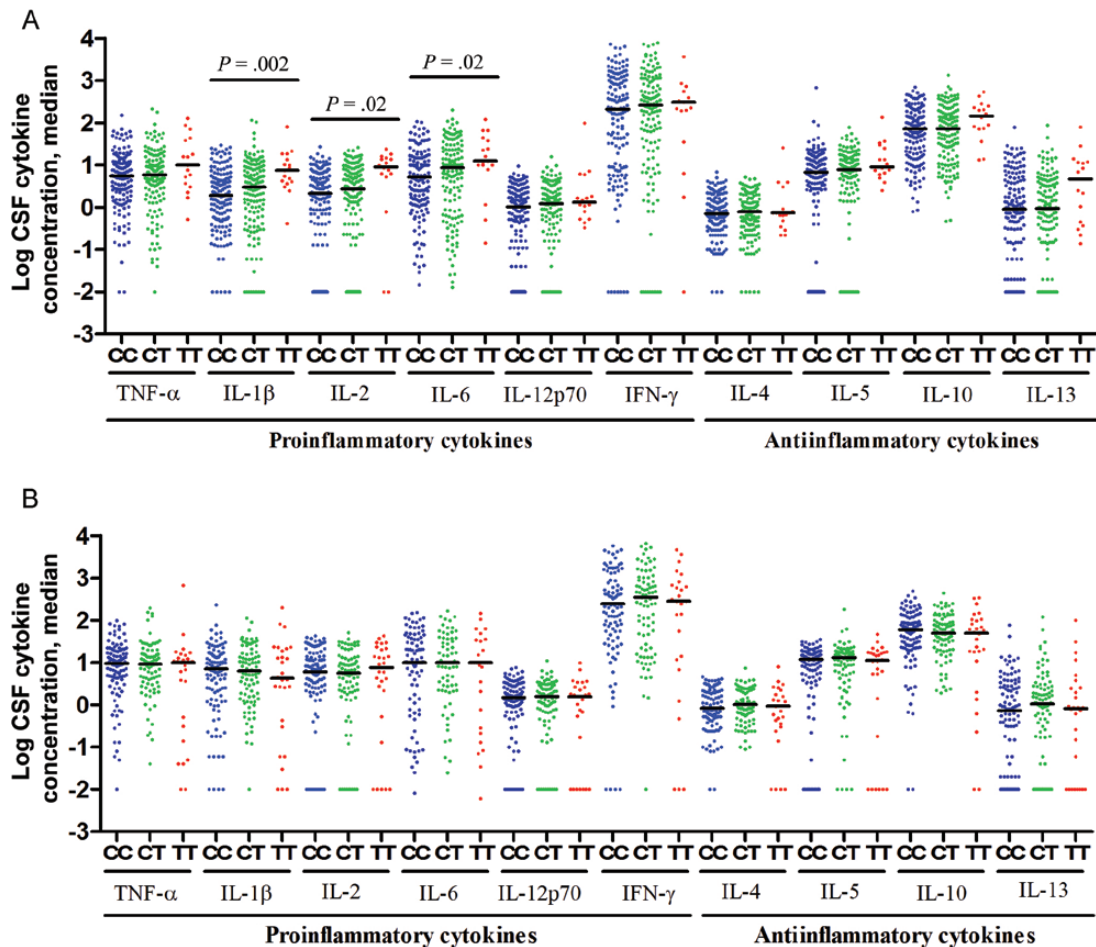 A
Log CSF cytokine
concentration, median
4
3
2
1
0
-1
-2
-3
P = .002
P = .02
P = .02
CC CT TT CC CT TT CC CT TT CC CT TT CC CT TT CC CT TT CC CT TT CC CT TT CC CT TT CC CT TT
TNF-α IL-1β IL-2 IL-6 IL-12p70 IFN-γ IL-4 IL-5 IL-10 IL-13
Proinflammatory cytokines Antiinflammatory cytokines
B
Log CSF cytokine
concentration, median
4
3
2
1
0
-1
-2
-3
CC CT TT CC CT TT CC CT TT CC CT TT CC CT TT CC CT TT CC CT TT CC CT TT CC CT TT CC CT TT
TNF-α IL-1β IL-2 IL-6 IL-12p70 IFN-γ IL-4 IL-5 IL-10 IL-13
Proinflammatory cytokines Antiinflammatory cytokines